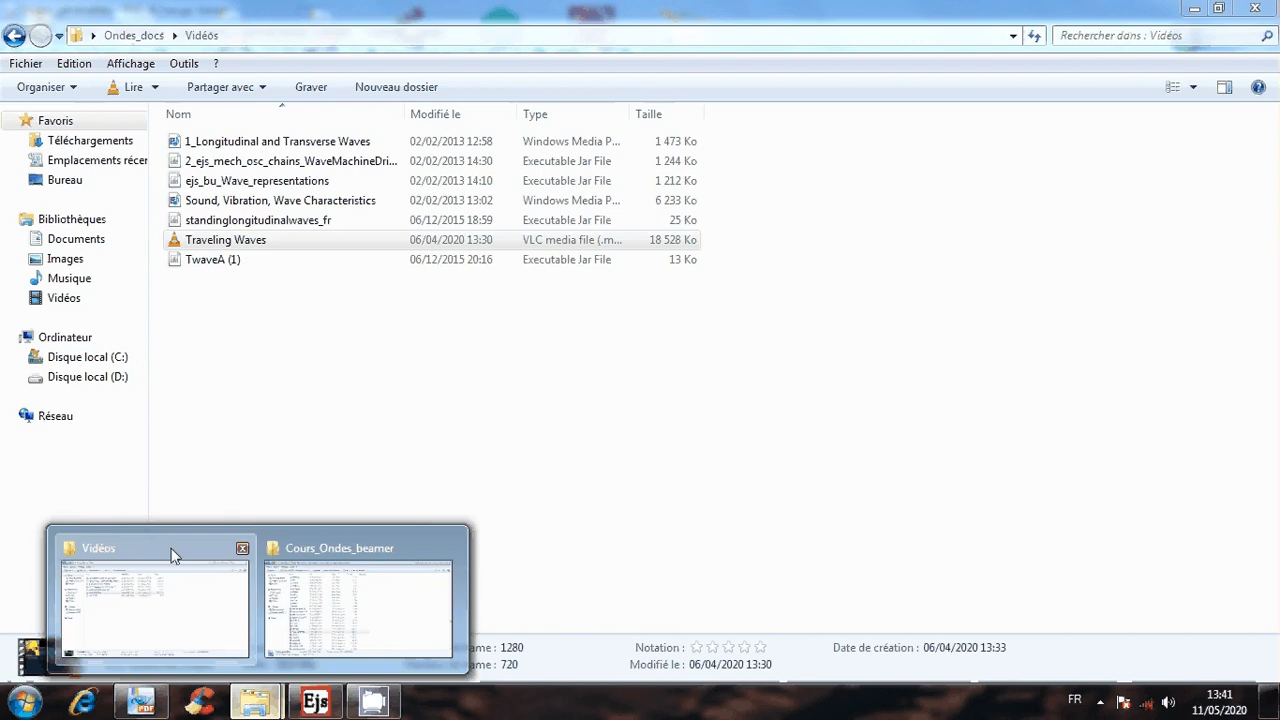 Ondes_docs ▸ Vidéos
Rechercher dans : Vidéos
Fichier Edition Affichage Outils ?
Organiser Lire Partager avec Graver Nouveau dossier
Favoris
Téléchargements
Emplacements récer
Bureau
Bibliothèques
Documents
Images
Musique
Vidéos
Ordinateur
Disque local (C:)
Disque local (D:)
Réseau
Nom Modifié le Type Taille
1_Longitudinal and Transverse Waves 02/02/2013 12:58 Windows Media P... 1 473 Ko
2_ejs_mech_osc_chains_WaveMachineDri... 02/02/2013 14:30 Executable Jar File 1 244 Ko
ejs_bu_Wave_representations 02/02/2013 14:10 Executable Jar File 1 212 Ko
Sound, Vibration, Wave Characteristics 02/02/2013 13:02 Windows Media P... 6 233 Ko
standinglongitudinalwaves_fr 06/12/2015 18:59 Executable Jar File 25 Ko
Traveling Waves 06/04/2020 13:30 VLC media file (.m... 18 528 Ko
TwaveA (1) 06/12/2015 20:16 Executable Jar File 13 Ko
Vidéos
Cours_Ondes_beamer
ame : 1280 Notation : Date de création : 06/04/2020 13:33
ame : 720 Modifié le : 06/04/2020 13:30
PDF
Ejs
FR
13:41
11/05/2020